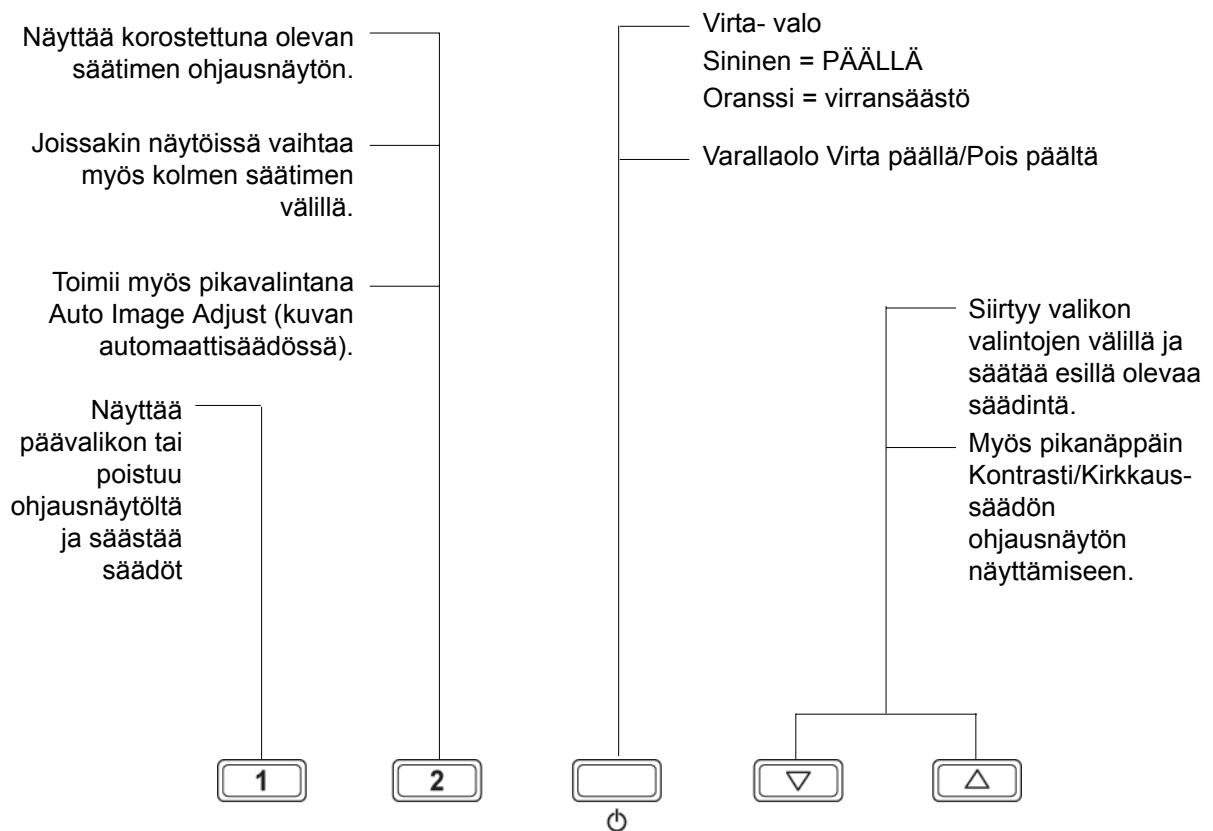 Näyttää korostettuna olevan
säätimen ohjausnäytön.
Joissakin näytöissä vaihtaa
myös kolmen säätimen
välillä.
Toimii myös pikavalintana
Auto Image Adjust (kuvan
automaattisäädössä).
Näyttää
päävalikon tai
poistuu
ohjausnäytöltä
ja säästää
säädöt
Virta- valo
Sininen = PÄÄLLÄ
Oranssi = virransäästö
Varallaolo Virta päällä/Pois päältä
Siirtyy valikon
valintojen välillä ja
säätää esillä olevaa
säädintä.
Myös pikanäppäin
Kontrasti/Kirkkaus-
säädön
ohjausnäytön
näyttämiseen.
1
2